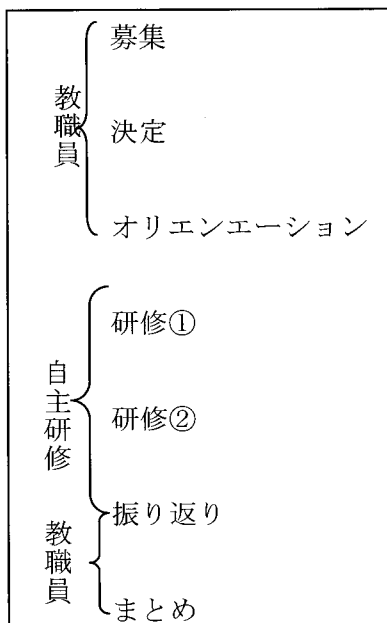 教職員
募集
決定
オリエンエーション
自主研修
研修①
研修②
振り返り
教職員
まとめ